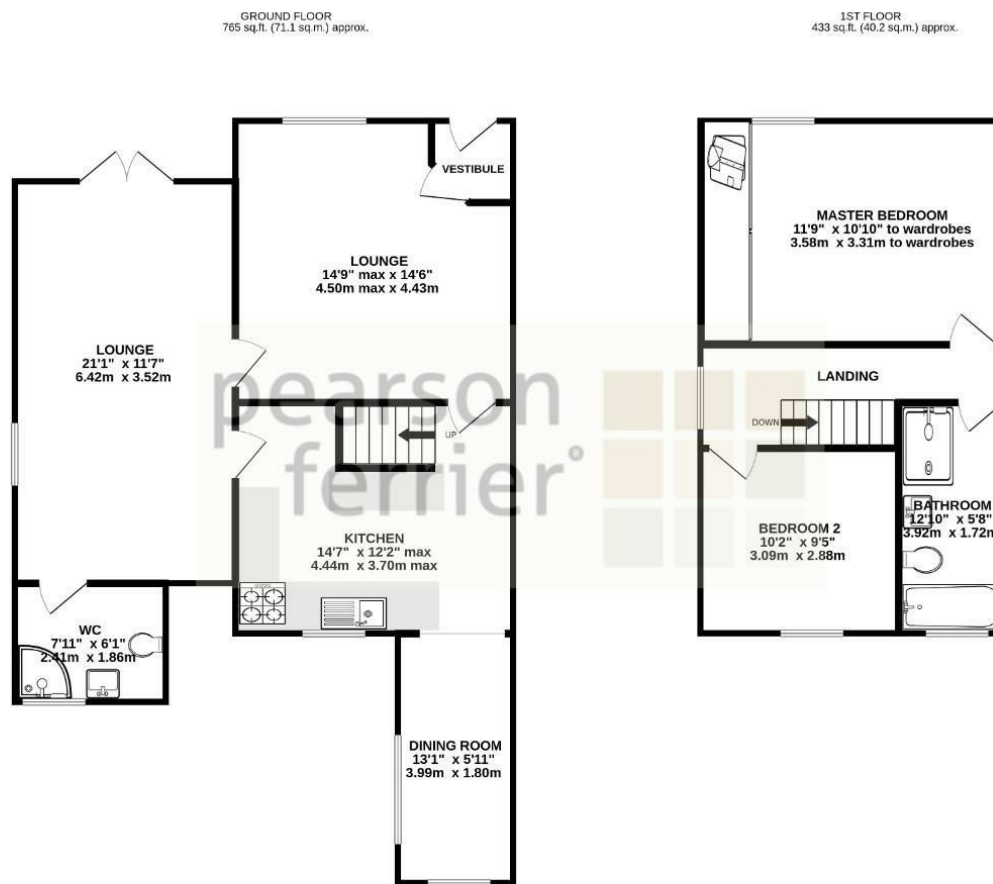 GROUND FLOOR
765 sq.ft. (71.1 sq.m.) approx.
1ST FLOOR
433 sq.ft. (40.2 sq.m.) approx.
VESTIBULE
LOUNGE
14'9" max x 14'6"
4.50m max x 4.43m
LOUNGE
21'1" x 11'7"
6.42m x 3.52m
UP
KITCHEN
14'7" x 12'2" max
4.44m x 3.70m max
WC
7'11" x 6'1"
2.41m x 1.86m
DINING ROOM
13'1" x 5'11"
3.99m x 1.80m
MASTER BEDROOM
11'9" x 10'10" to wardrobes
3.58m x 3.31m to wardrobes
LANDING
DOWN
BEDROOM 2
10'2" x 9'5"
3.09m x 2.88m
BATHROOM
12'10" x 5'8"
3.92m x 1.72m
pearson
ferrier®